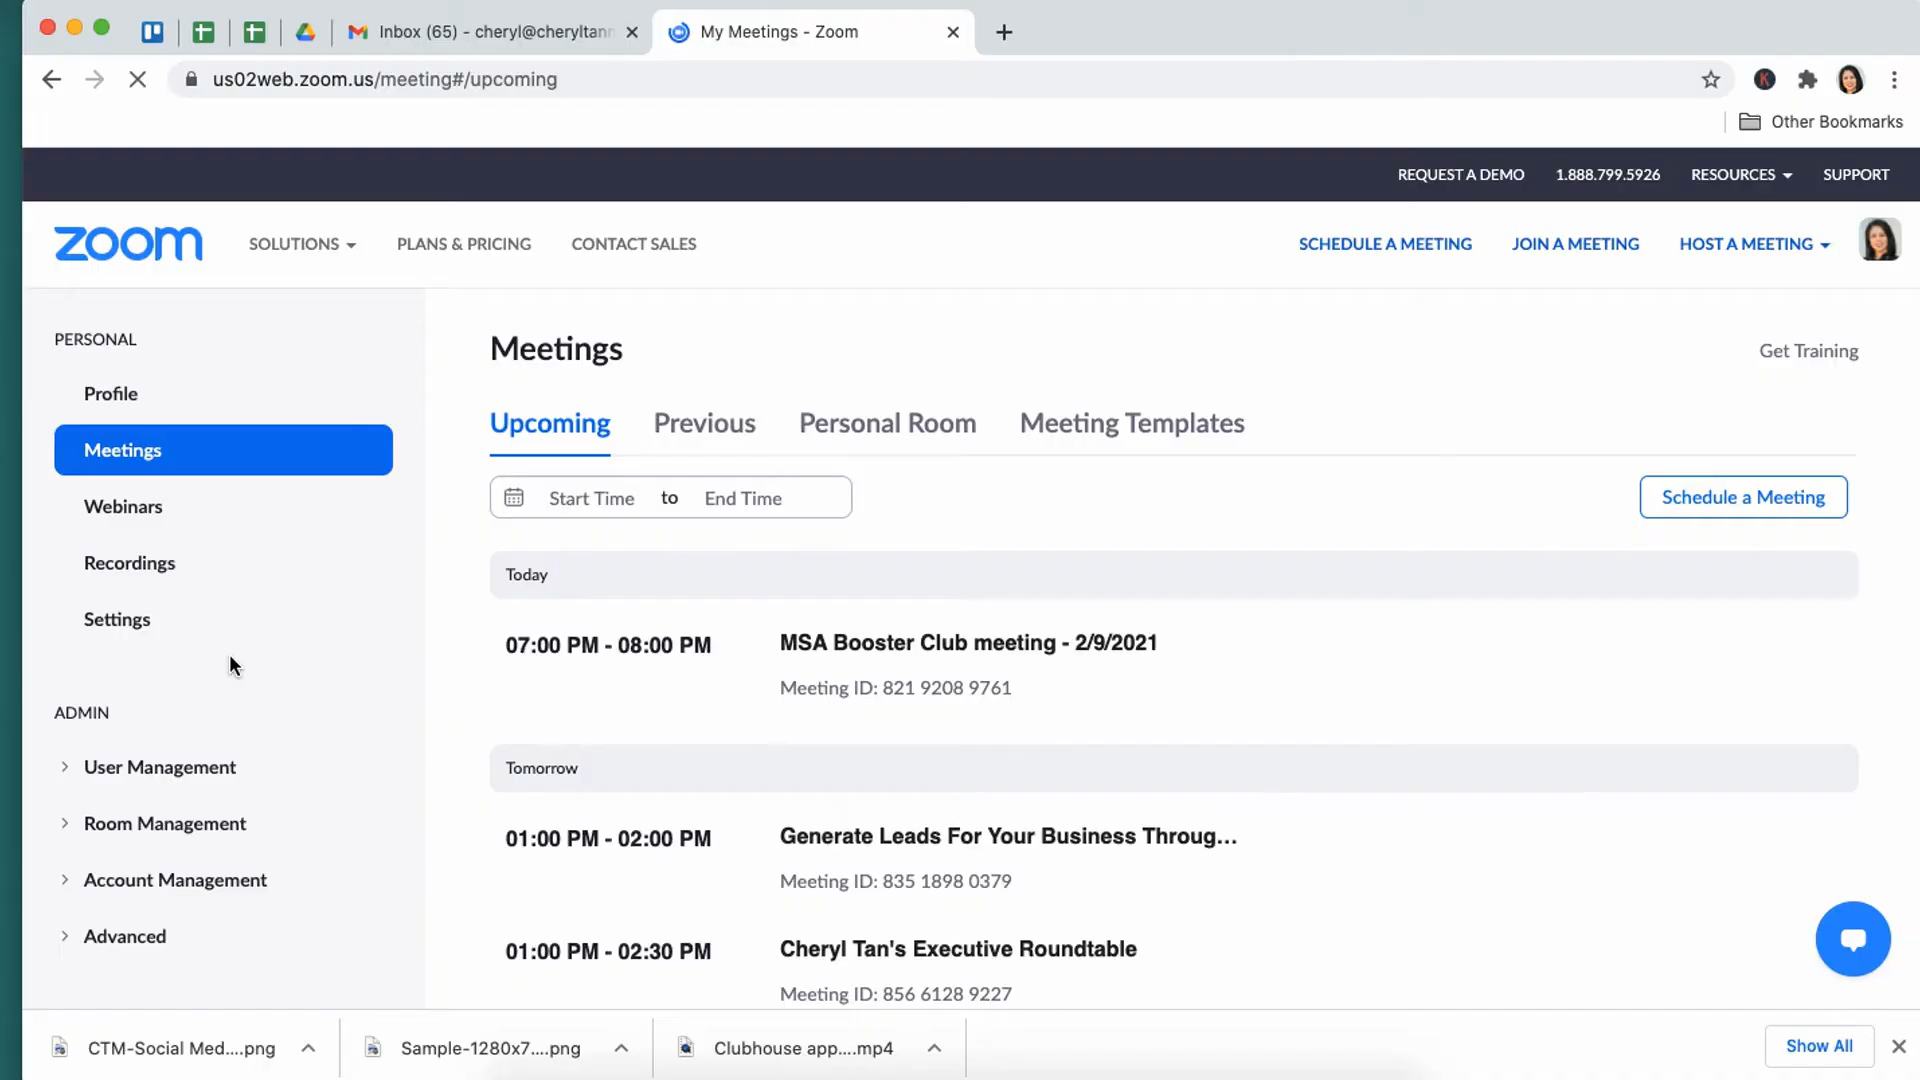 Inbox (65) - cheryl@cheryltann
My Meetings - Zoom
us02web.zoom.us/meeting#/upcoming
K
Other Bookmarks
REQUEST A DEMO 1.888.799.5926 RESOURCES SUPPORT
zoom SOLUTIONS PLANS & PRICING CONTACT SALES SCHEDULE A MEETING JOIN A MEETING HOST A MEETING
PERSONAL
Profile
Meetings
Webinars
Recordings
Settings
ADMIN
User Management
Room Management
Account Management
Advanced
Meetings
Get Training
Upcoming Previous Personal Room Meeting Templates
Start Time to End Time
Schedule a Meeting
Today
07:00 PM - 08:00 PM MSA Booster Club meeting - 2/9/2021
Meeting ID: 821 9208 9761
Tomorrow
01:00 PM - 02:00 PM Generate Leads For Your Business Throug...
Meeting ID: 835 1898 0379
01:00 PM - 02:30 PM Cheryl Tan's Executive Roundtable
Meeting ID: 856 6128 9227
CTM-Social Med....png Sample-1280x7....png Clubhouse app....mp4 Show All